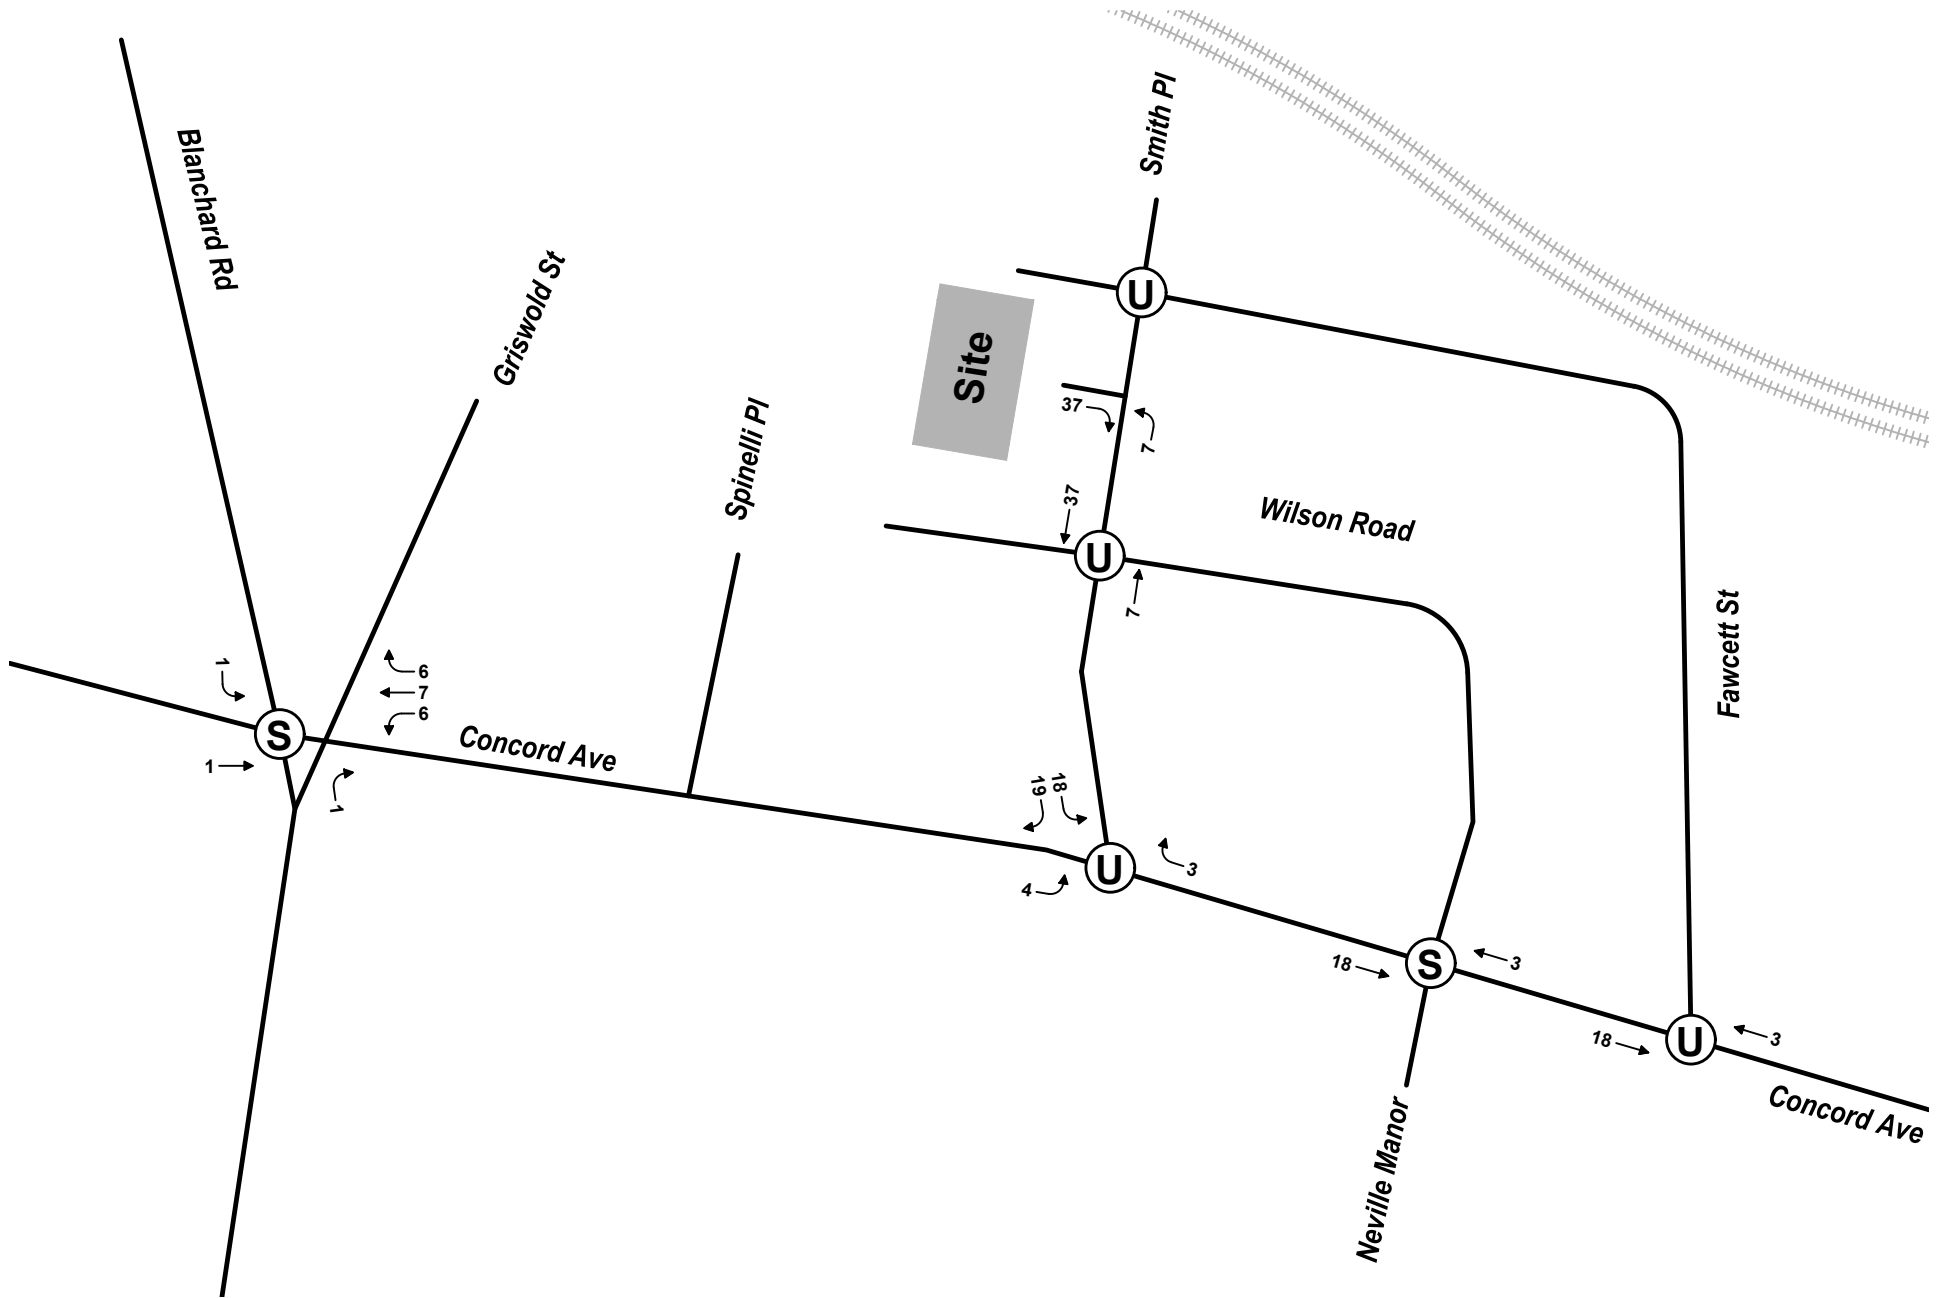 Smith Pl
Blanchard Rd
Griswold St
U
Site
37
7
Spinelli Pl
37
Wilson Road
U
7
Fawcett St
1
6
7
6
S
1
Concord Ave
1
19
18
U
3
4
18
S
3
18
U
3
Concord Ave
Neville Manor